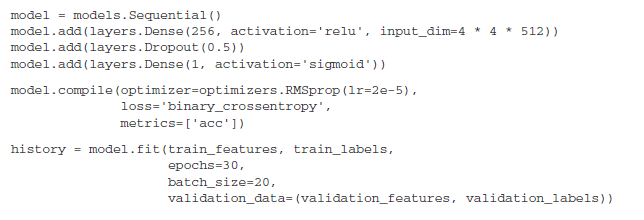 model = models.Sequential()
model.add(layers.Dense(256, activation='relu', input_dim=4 * 4 * 512))
model.add(layers.Dropout(0.5))
model.add(layers.Dense(1, activation='sigmoid'))
model.compile(optimizer=optimizers.RMSprop(lr=2e-5),
              loss='binary_crossentropy',
              metrics=['acc'])
history = model.fit(train_features, train_labels,
                    epochs=30,
                    batch_size=20,
                    validation_data=(validation_features, validation_labels))